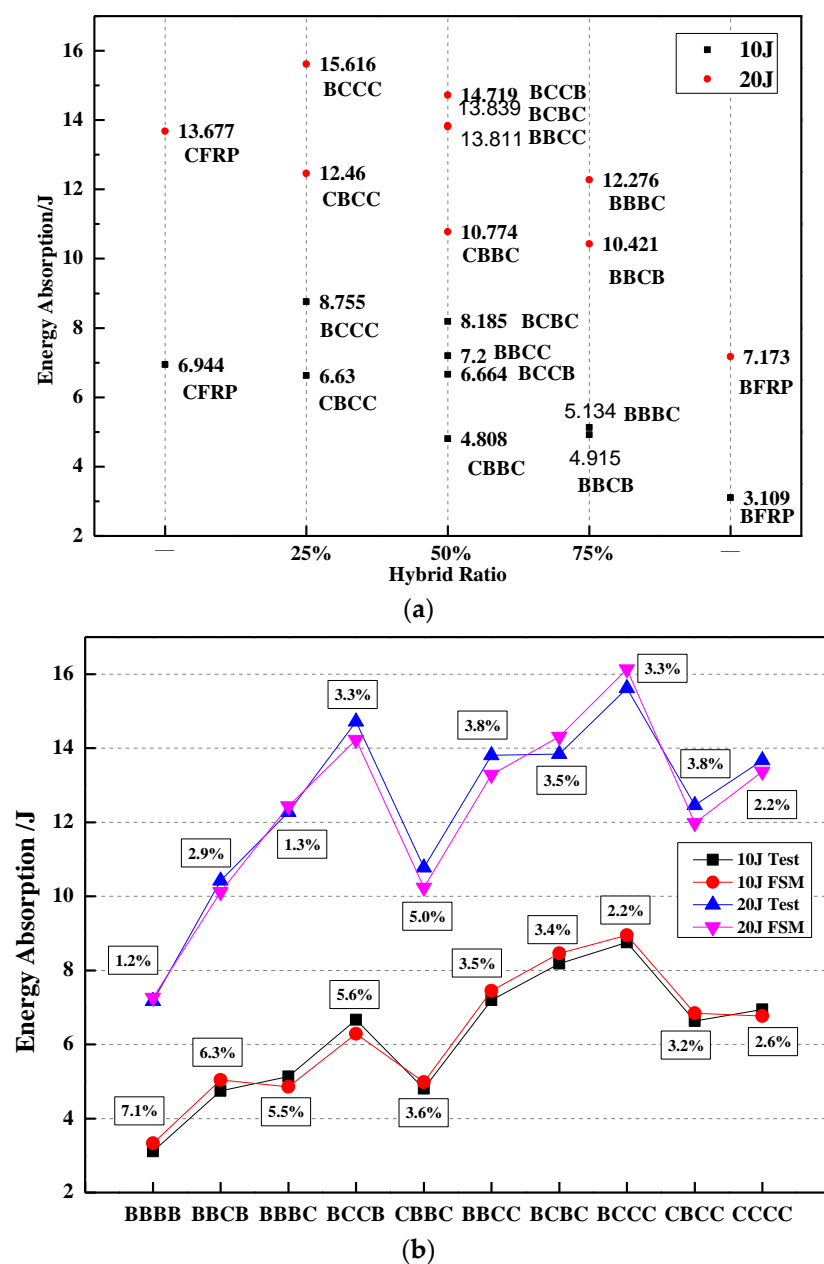 16
14
12
10
8
6
4
2
Energy Absorption/J
10J
20J
15.616
BCCC
14.719 BCCB
13.839 BCBC
13.811 BBCC
13.677
CFRP
12.46
CBCC
12.276
BBBC
10.774
CBBC
10.421
BBCB
8.755
BCCC
8.185 BCBC
7.2 BBCC
6.664 BCCB
6.944
CFRP
6.63
CBCC
7.173
BFRP
5.134 BBBC
4.808
CBBC
4.915
BBCB
3.109
BFRP
— 25% 50% 75% —
Hybrid Ratio
(a)
16
14
12
10
8
6
4
2
Energy Absorption /J
3.3%
3.3%
3.8%
3.8%
3.5%
2.9%
1.3%
2.2%
5.0%
1.2%
10J Test
10J FSM
20J Test
20J FSM
2.2%
3.4%
3.5%
5.6%
6.3%
7.1%
5.5%
3.6%
3.2%
2.6%
BBBB BBCB BBBC BCCB CBBC BBCC BCBC BCCC CBCC CCCC
(b)